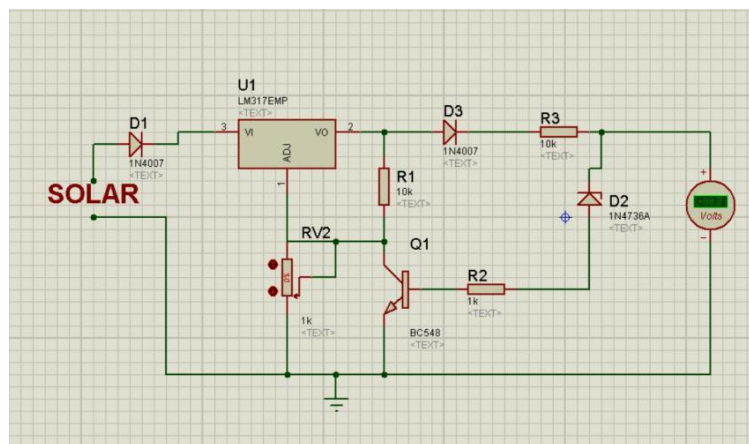 U1
LM317EMP
<TEXT>
D1
3
VI
VO
2
ADJ
1
1N4007
<TEXT>
D3
1N4007
<TEXT>
R3
10k
<TEXT>
R1
10k
<TEXT>
SOLAR
D2
1N4736A
<TEXT>
+
Volts
RV2
0%
1k
<TEXT>
Q1
BC548
<TEXT>
R2
1k
<TEXT>